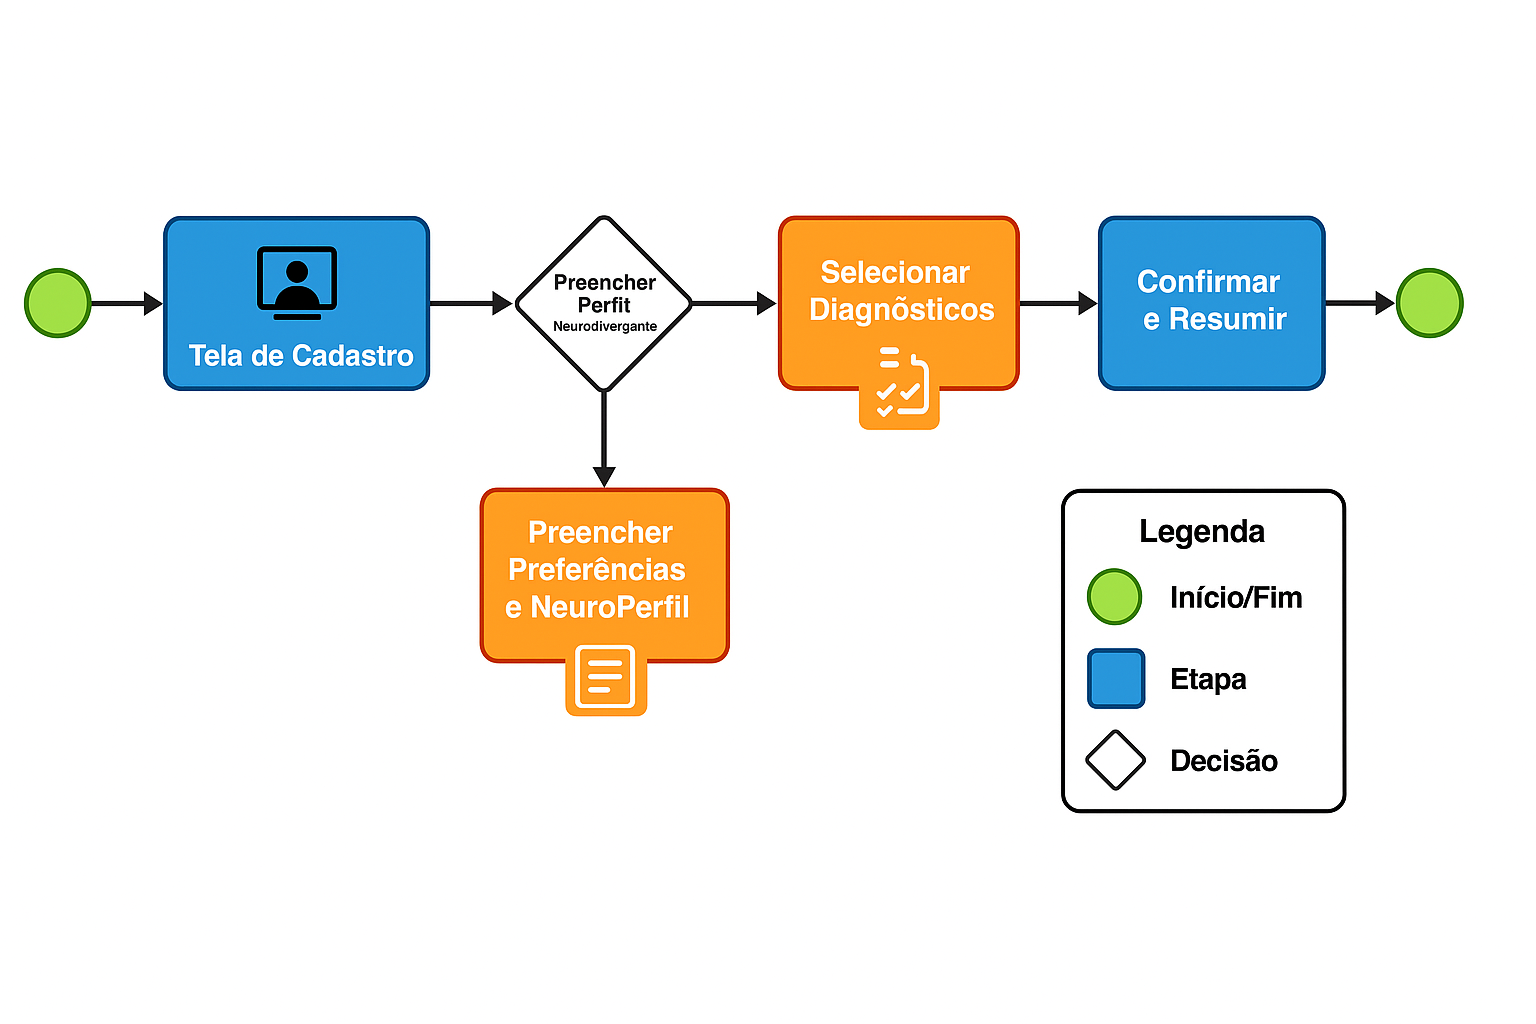 Tela de Cadastro
Preencher
Perfit
Neurodivergante
Selecionar
Diagnõsticos
Confirmar
e Resumir
Preencher
Preferências
e NeuroPerfil
Legenda
Início/Fim
Etapa
Decisão